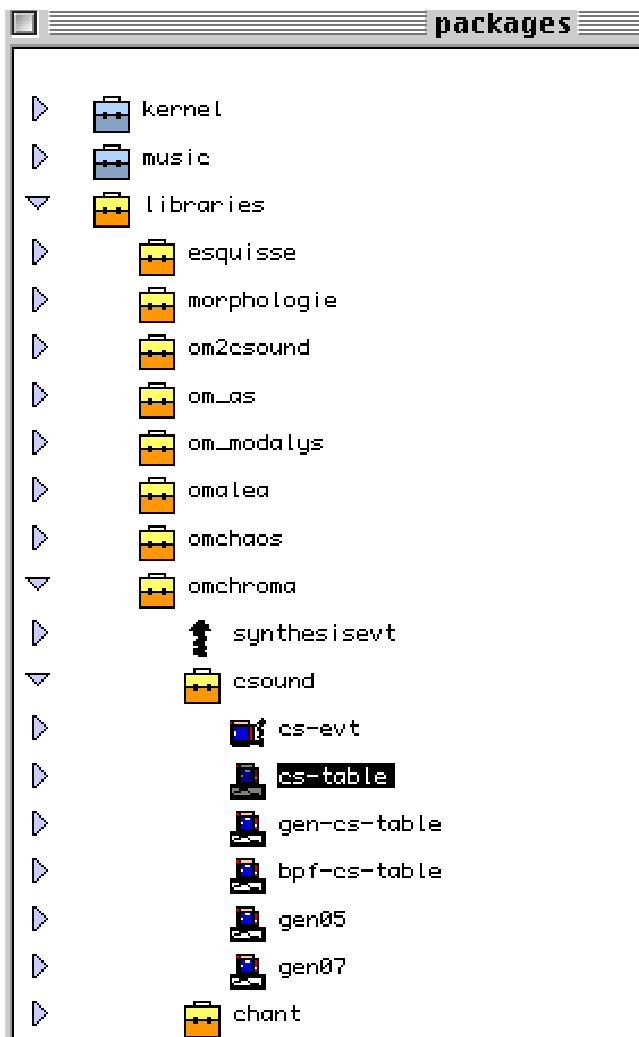 packages
kernel
music
libraries
esquisse
morphologie
om2csound
om_as
om_modalys
omalea
omchaos
omchroma
synthesisevt
csound
cs-evt
cs-table
gen-cs-table
bpf-cs-table
gen05
gen07
chant